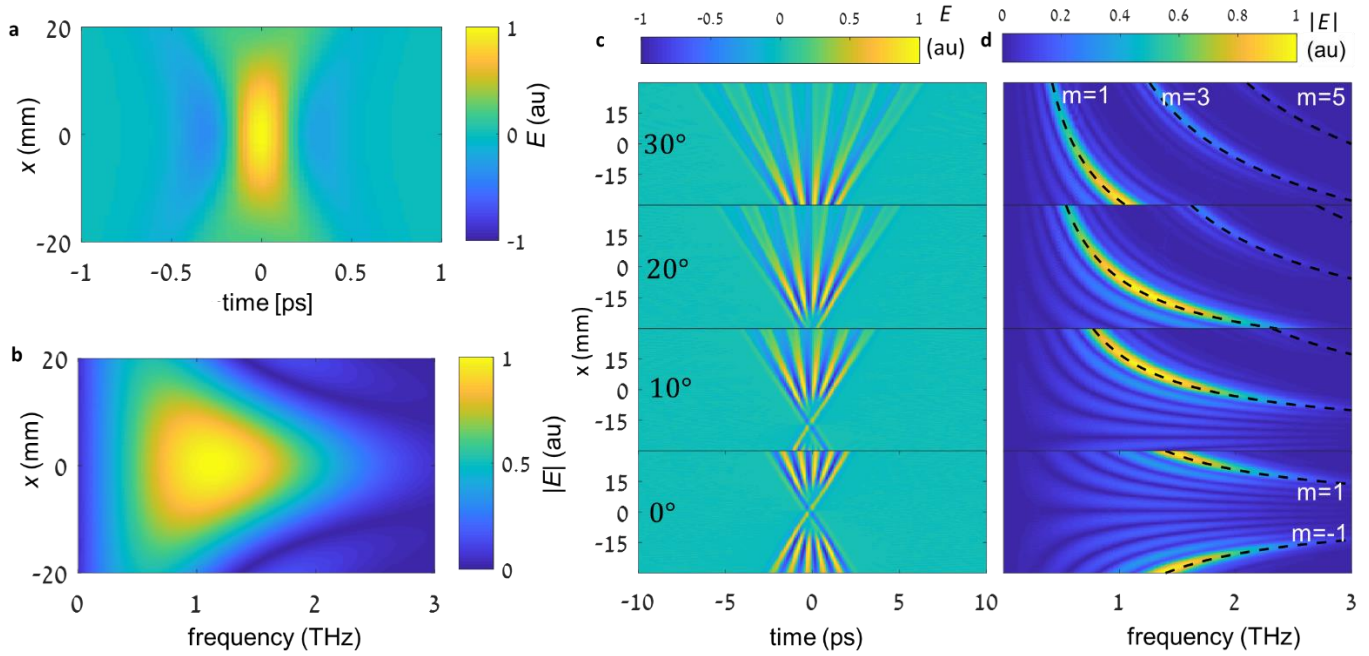 a
20
0
-20
x (mm)
-1
-0.5
0
0.5
1
time [ps]
1
0
-1
E (au)
b
20
0
-20
x (mm)
0
1
2
3
frequency (THz)
1
0.5
0
|E| (au)
c
-1
-0.5
0
0.5
1
E
(au)
30°
20°
10°
0°
15
0
-15
15
0
-15
15
0
-15
15
0
-15
x (mm)
-10
-5
0
5
10
time (ps)
d
0
0.2
0.4
0.6
0.8
1
|E|
(au)
m=1
m=3
m=5
m=1
m=-1
1
2
3
frequency (THz)